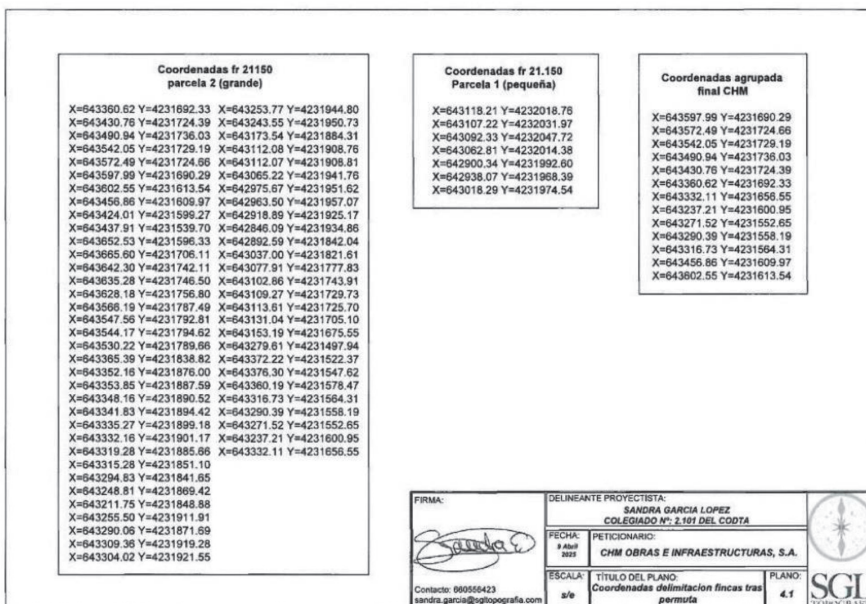 Coordenadas fr 21150
parcela 2 (grande)
X=643360.62 Y=4231692.33
X=643430.76 Y=4231724.39
X=643490.94 Y=4231736.03
X=643542.05 Y=4231729.19
X=643572.49 Y=4231724.66
X=643597.99 Y=4231690.29
X=643602.55 Y=4231613.54
X=643456.86 Y=4231609.97
X=643424.01 Y=4231599.27
X=643437.91 Y=4231539.70
X=643652.53 Y=4231596.33
X=643665.60 Y=4231706.11
X=643642.30 Y=4231742.11
X=643635.28 Y=4231746.50
X=643628.18 Y=4231756.80
X=643566.19 Y=4231787.49
X=643547.56 Y=4231792.81
X=643544.17 Y=4231794.62
X=643530.22 Y=4231789.66
X=643365.39 Y=4231838.82
X=643352.16 Y=4231876.00
X=643353.85 Y=4231887.59
X=643348.16 Y=4231890.52
X=643341.83 Y=4231894.42
X=643335.27 Y=4231899.18
X=643332.16 Y=4231901.17
X=643319.28 Y=4231885.66
X=643315.28 Y=4231851.10
X=643294.83 Y=4231841.65
X=643248.81 Y=4231869.42
X=643211.75 Y=4231848.88
X=643255.50 Y=4231911.91
X=643290.06 Y=4231871.69
X=643309.36 Y=4231919.28
X=643304.02 Y=4231921.55
X=643253.77 Y=4231944.80
X=643243.55 Y=4231950.73
X=643173.54 Y=4231884.31
X=643112.08 Y=4231908.76
X=643112.07 Y=4231908.81
X=643065.22 Y=4231941.76
X=642975.67 Y=4231951.62
X=642963.50 Y=4231957.07
X=642918.89 Y=4231925.17
X=642846.09 Y=4231934.86
X=642892.59 Y=4231842.04
X=643037.00 Y=4231821.61
X=643077.91 Y=4231777.83
X=643102.86 Y=4231743.91
X=643109.27 Y=4231729.73
X=643113.61 Y=4231725.70
X=643131.04 Y=4231705.10
X=643153.19 Y=4231675.55
X=643279.61 Y=4231497.94
X=643372.22 Y=4231522.37
X=643376.30 Y=4231547.62
X=643360.19 Y=4231578.47
X=643316.73 Y=4231564.31
X=643290.39 Y=4231558.19
X=643271.52 Y=4231552.65
X=643237.21 Y=4231600.95
X=643332.11 Y=4231656.55
Coordenadas fr 21.150
Parcela 1 (pequeña)
X=643118.21 Y=4232018.76
X=643107.22 Y=4232031.97
X=643092.33 Y=4232047.72
X=643062.81 Y=4232014.38
X=642900.34 Y=4231992.60
X=642938.07 Y=4231968.39
X=643018.29 Y=4231974.54
Coordenadas agrupada
final CHM
X=643597.99 Y=4231690.29
X=643572.49 Y=4231724.66
X=643542.05 Y=4231729.19
X=643490.94 Y=4231736.03
X=643430.76 Y=4231724.39
X=643360.62 Y=4231692.33
X=643332.11 Y=4231656.55
X=643237.21 Y=4231600.95
X=643271.52 Y=4231552.65
X=643290.39 Y=4231558.19
X=643316.73 Y=4231564.31
X=643456.86 Y=4231609.97
X=643602.55 Y=4231613.54
FIRMA:
Sandra
Contacto: 660556423
sandra.garcia@sgltopografia.com
DELINEANTE PROYECTISTA:
SANDRA GARCIA LOPEZ
COLEGIADO Nº: 2.101 DEL CODTA
FECHA:
9 Abril
2025
PETICIONARIO:
CHM OBRAS E INFRAESTRUCTURAS, S.A.
ESCALA:
s/e
TÍTULO DEL PLANO:
Coordenadas delimitacion fincas tras
permuta
PLANO:
4.1
SGL
TOPOGRAFIA